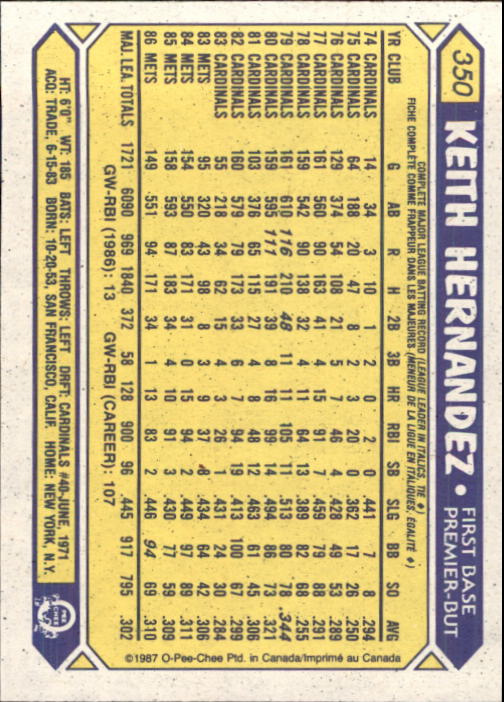 350 KEITH HERNANDEZ • FIRST BASE
PREMIER-BUT
COMPLETE MAJOR LEAGUE BATTING RECORD (LEAGUE LEADER IN ITALICS, TIE ♦)
FICHE COMPLÈTE COMME FRAPPEUR DANS LES MAJEURES (MENEUR DE LA LIGUE EN ITALIQUES, ÉGALITÉ ♦)
YR CLUB G AB R H 2B 3B HR RBI SB SLG BB SO AVG
74 CARDINALS 14 34 3 10 1 2 0 2 0 .441 7 8 .294
75 CARDINALS 64 188 20 47 8 2 3 20 0 .362 17 26 .250
76 CARDINALS 129 374 54 108 21 5 7 46 4 .428 49 53 .289
77 CARDINALS 161 560 90 163 41 4 15 91 7 .459 79 88 .291
78 CARDINALS 159 542 90 138 32 4 11 64 13 .389 82 68 .255
79 CARDINALS 161 610 116 210 48 11 11 105 11 .513 80 78 .344
80 CARDINALS 159 595 111 191 39 8 16 99 14 .494 86 73 .321
81 CARDINALS 103 376 65 115 27 4 8 48 12 .463 61 45 .306
82 CARDINALS 160 579 79 173 33 6 7 94 19 .413 100 67 .299
83 CARDINALS 55 218 34 62 15 4 3 26 1 .431 24 30 .284
83 METS 95 320 43 98 8 3 9 37 8 .434 64 42 .306
84 METS 154 550 83 171 31 0 15 94 2 .449 97 89 .311
85 METS 158 593 87 183 34 4 10 91 3 .430 77 59 .309
86 METS 149 551 94 171 34 1 13 83 2 .446 94 69 .310
MAJ. LEA. TOTALS 1721 6090 969 1840 372 58 128 900 96 .445 917 795 .302
GW-RBI (1986): 13 GW-RBI (CAREER): 107
HT: 6'0" WT: 185 BATS: LEFT THROWS: LEFT DRFT: CARDINALS #40-JUNE, 1971
ACQ: TRADE, 6-15-83 BORN: 10-20-53, SAN FRANCISCO, CALIF. HOME: NEW YORK, N.Y.
O PEE CHEE
©1987 O-Pee-Chee Ptd. in Canada/Imprimé au Canada